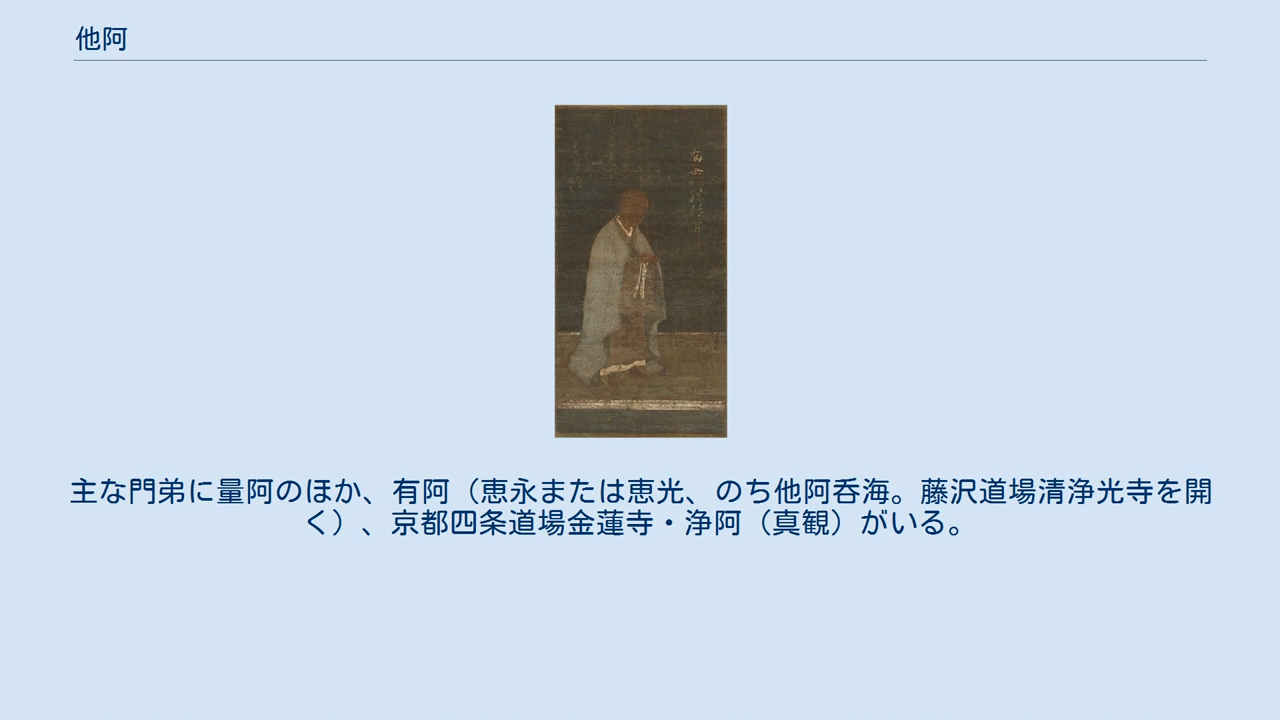 他阿
主な門弟に量阿のほか、有阿（恵永または恵光、のち他阿呑海。藤沢道場清浄光寺を開
く）、京都四条道場金蓮寺・浄阿（真観）がいる。